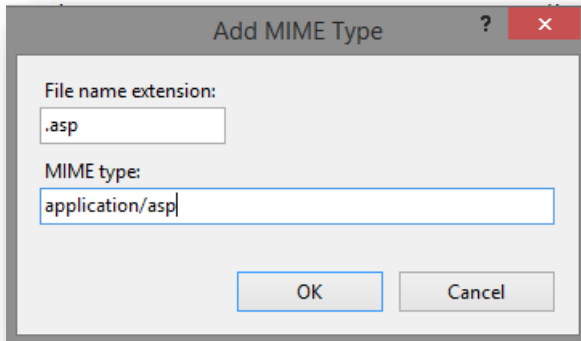 Add MIME Type
?
File name extension:
.asp
MIME type:
application/asp
OK
Cancel